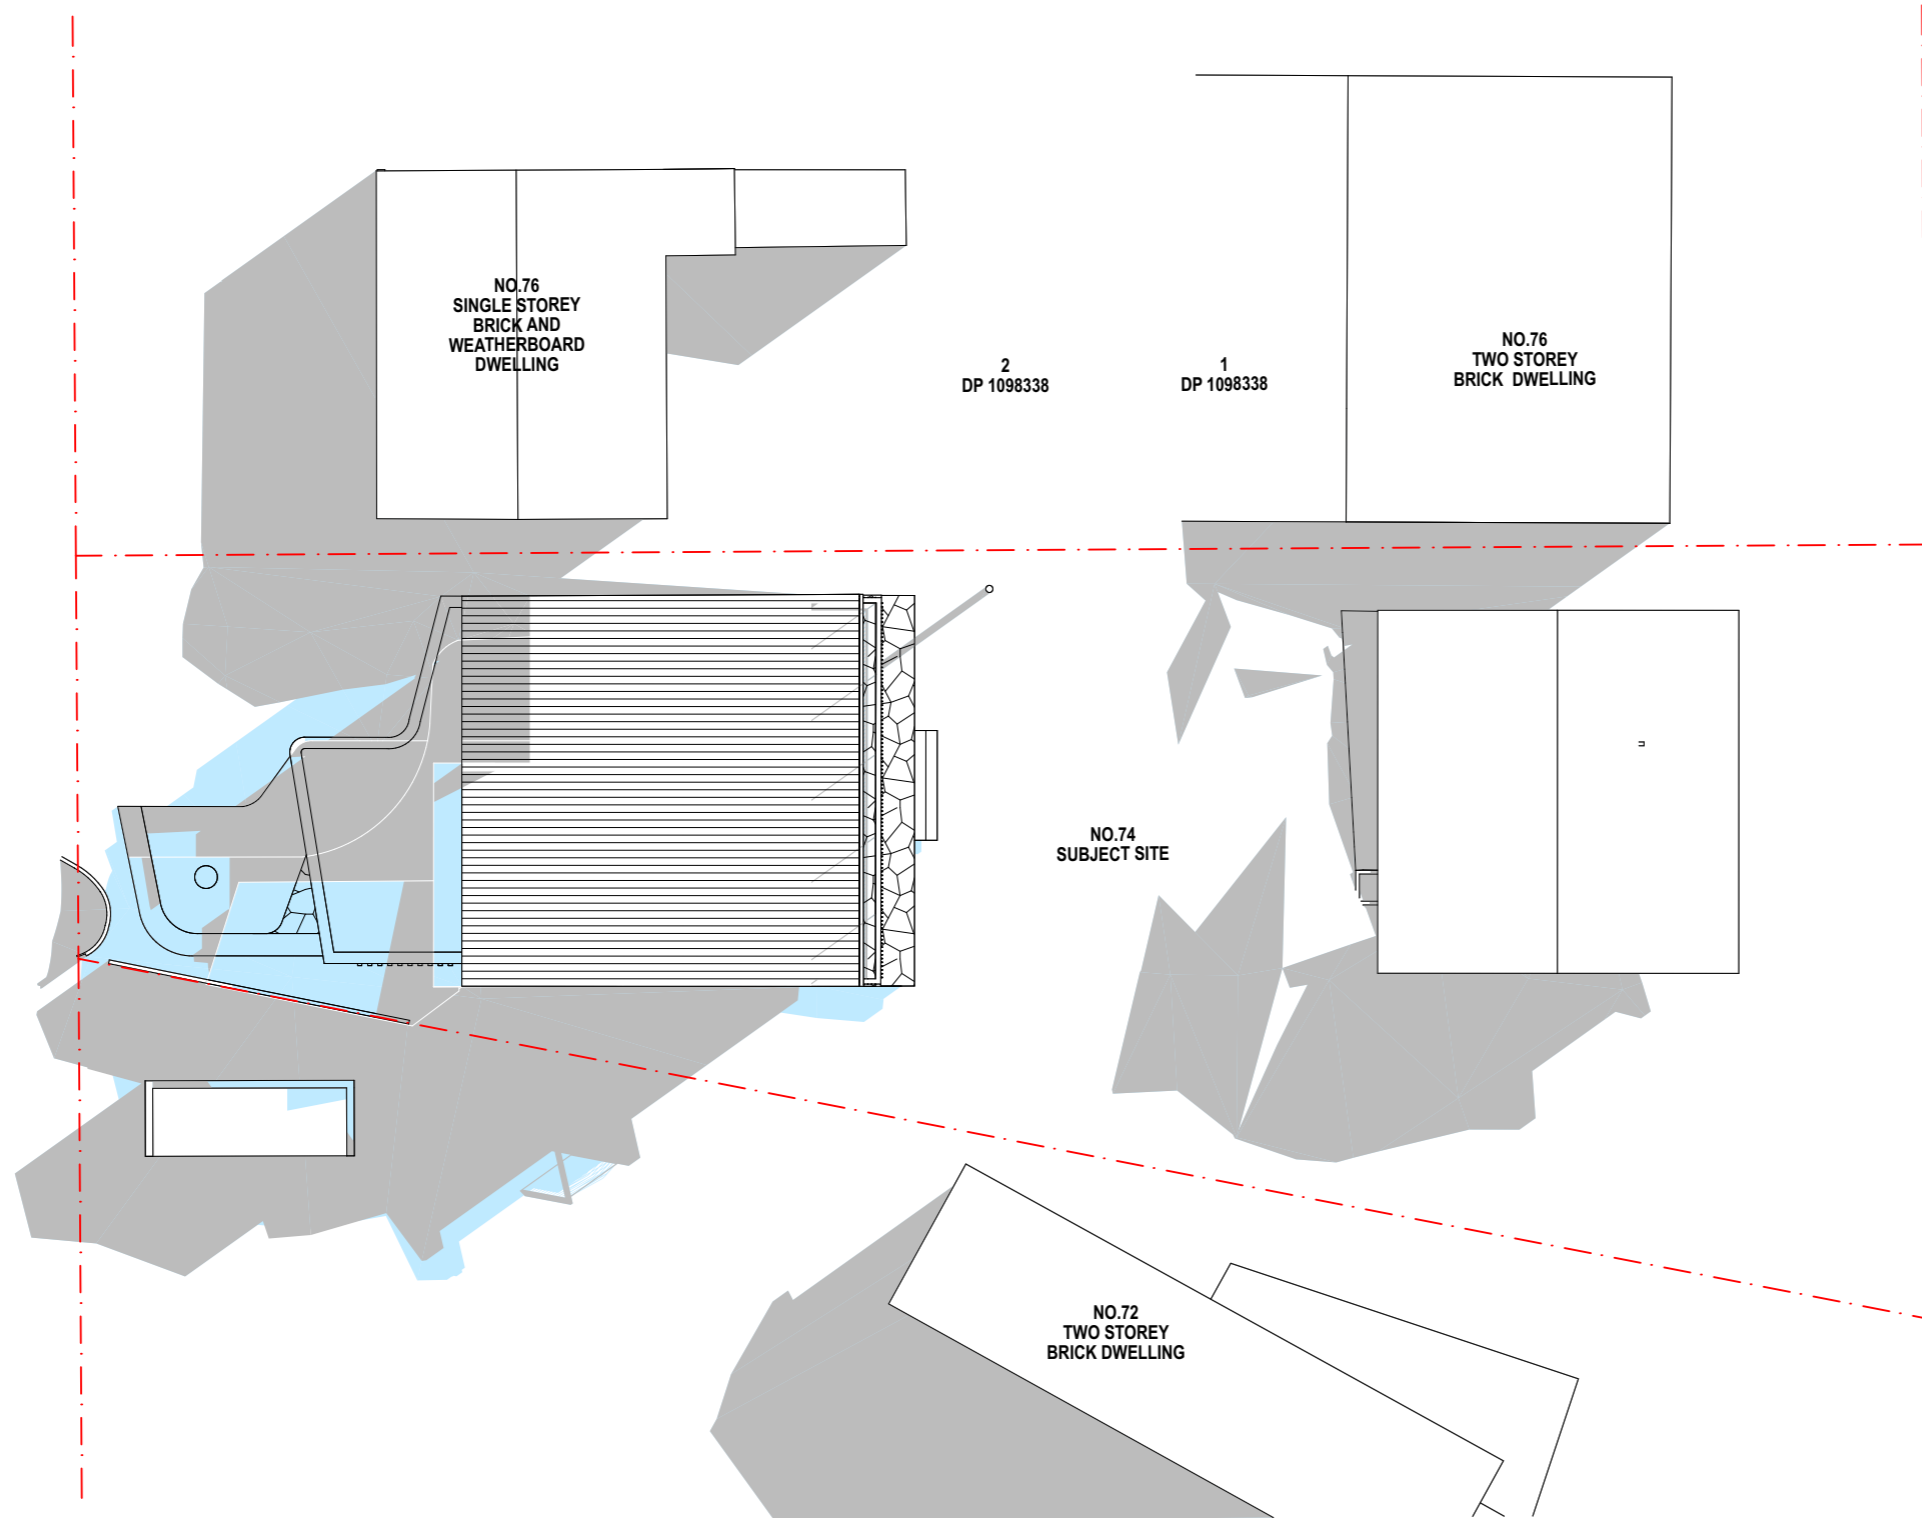 NO.76
SINGLE STOREY
BRICK AND
WEATHERBOARD
DWELLING
2
DP 1098338
1
DP 1098338
NO.76
TWO STOREY
BRICK DWELLING
NO.74
SUBJECT SITE
NO.72
TWO STOREY
BRICK DWELLING